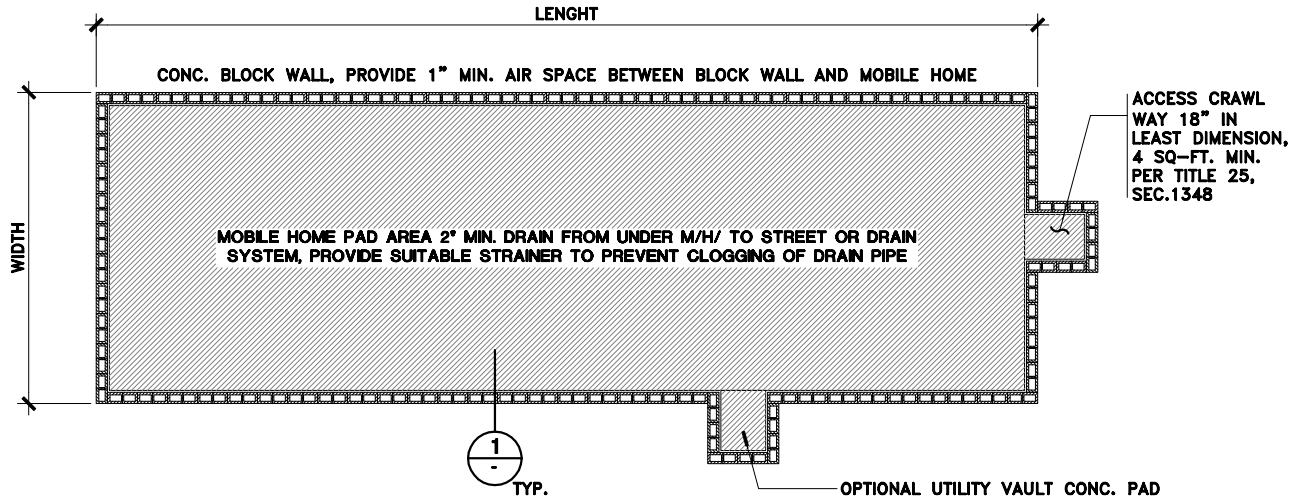 LENGHT
CONC. BLOCK WALL, PROVIDE 1" MIN. AIR SPACE BETWEEN BLOCK WALL AND MOBILE HOME
ACCESS CRAWL
WAY 18" IN
LEAST DIMENSION,
4 SQ-FT. MIN.
PER TITLE 25,
SEC.1348
WIDTH
MOBILE HOME PAD AREA 2" MIN. DRAIN FROM UNDER M/H/ TO STREET OR DRAIN
SYSTEM, PROVIDE SUITABLE STRAINER TO PREVENT CLOGGING OF DRAIN PIPE
1
-
TYP.
OPTIONAL UTILITY VAULT CONC. PAD